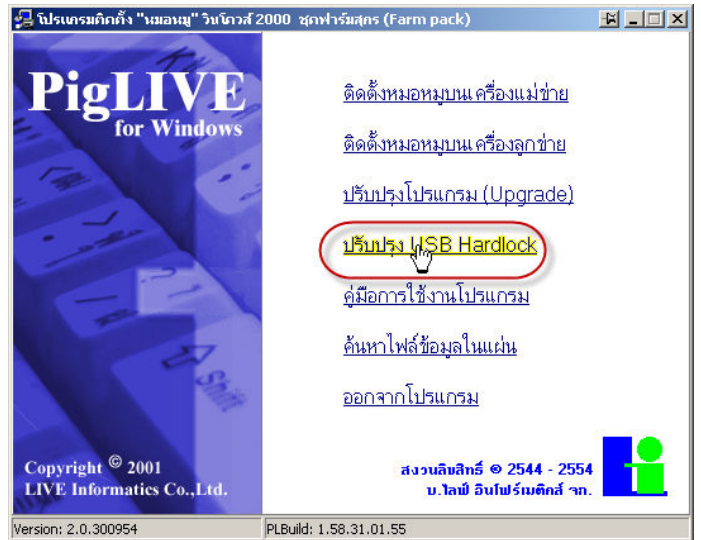 โปรแกรมติดตั้ง "หมอหมู" วินโดวส์ 2000 ชุดฟาร์มสุกร (Farm pack)
PigLIVE
for Windows
ติดตั้งหมอหมูบนเครื่องแม่ข่าย
ติดตั้งหมอหมูบนเครื่องลูกข่าย
ปรับปรุงโปรแกรม (Upgrade)
ปรับปรุง USB Hardlock
คู่มือการใช้งานโปรแกรม
ค้นหาไฟล์ข้อมูลในแผ่น
ออกจากโปรแกรม
Shift
Copyright © 2001
LIVE Informatics Co.,Ltd.
สงวนลิขสิทธิ์ © 2544 - 2554
บ.ไลฟ์ อินโฟร์เมติกส์ จก.
Version: 2.0.300954
PLBuild: 1.58.31.01.55